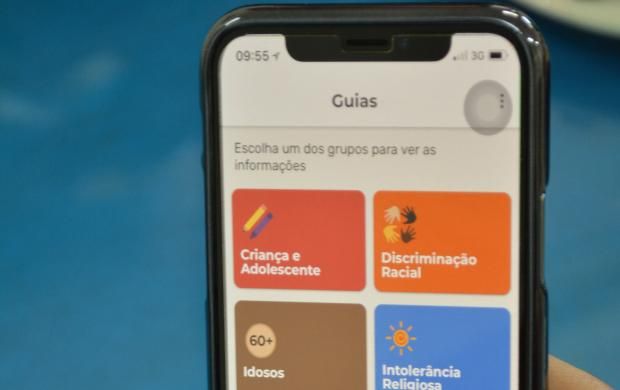 09:55 3G
Guias
Escolha um dos grupos para ver as
informações
Criança e
Adolescente
Discriminação
Racial
60+
Idosos
Intolerância
Religiosa